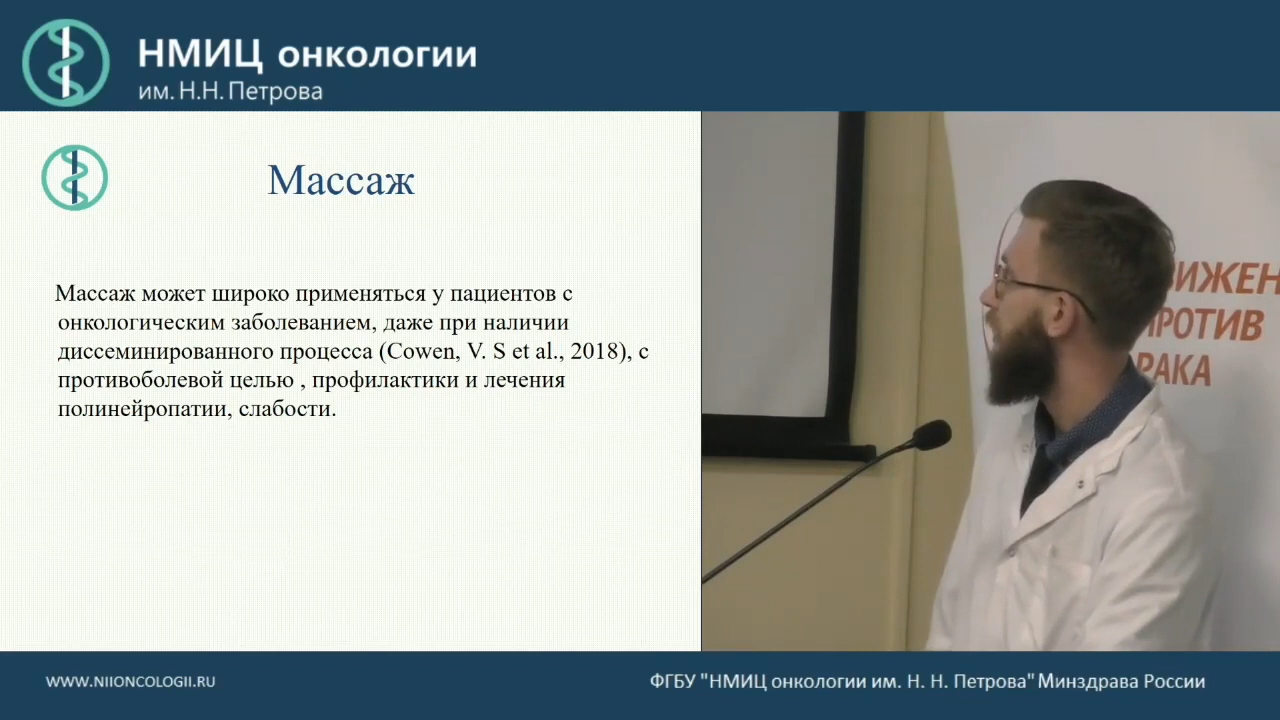 НМИЦ онкологии
им. Н.Н. Петрова
Массаж
Массаж может широко применяться у пациентов с
онкологическим заболеванием, даже при наличии
диссеминированного процесса (Cowen, V. S et al., 2018), с
противоболевой целью , профилактики и лечения
полинейропатии, слабости.
ВИЖЕН
ПРОТИВ
РАКА
WWW.NIIONCOLOGII.RU
ФГБУ "НМИЦ онкологии им. Н. Н. Петрова" Минздрава России